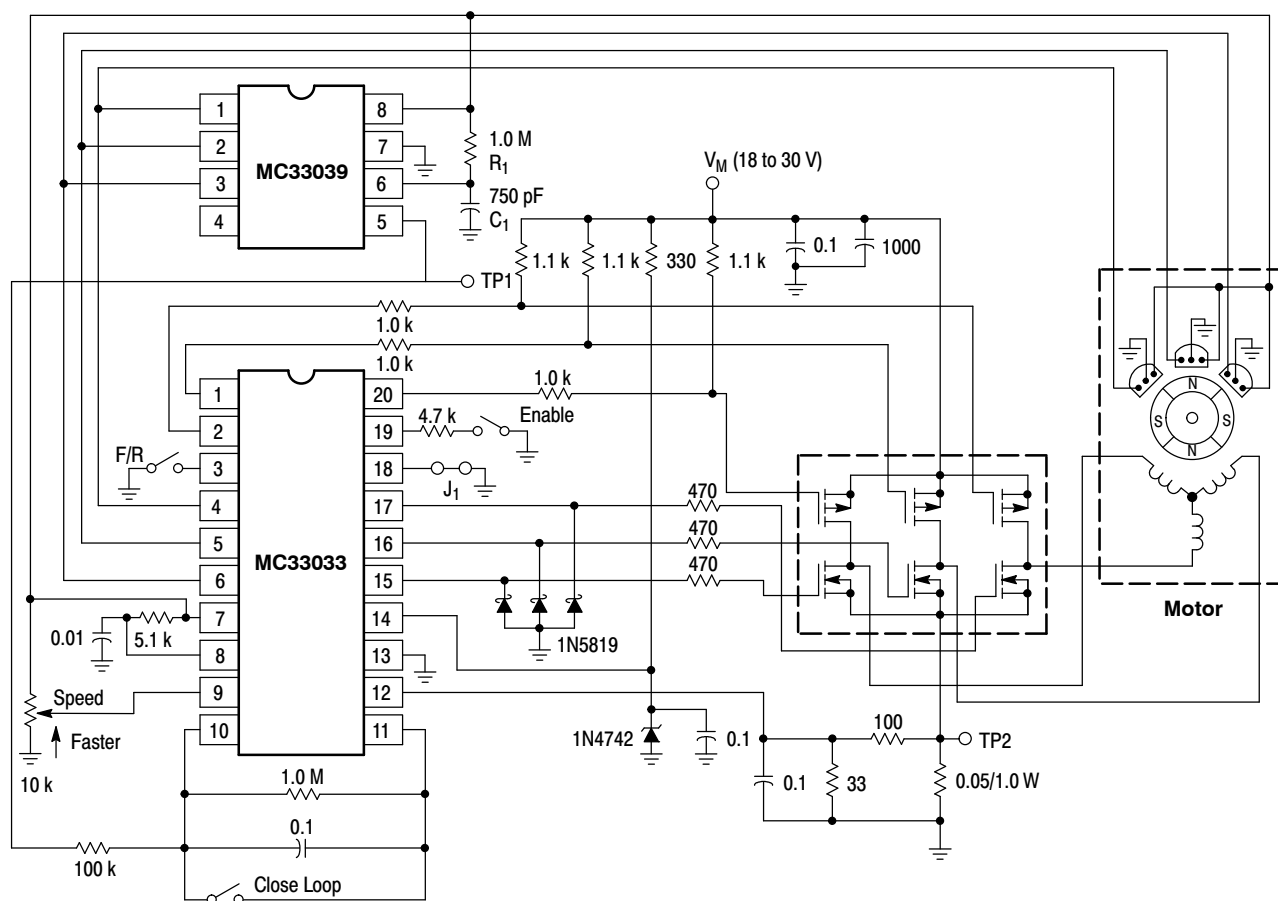 1
2
3
4
MC33039
8
7
6
5
1.0 M
R1
750 pF
C1
VM (18 to 30 V)
1.1 k
1.1 k
330
1.1 k
0.1
1000
TP1
1.0 k
1.0 k
1.0 k
Enable
4.7 k
F/R
J1
1
2
3
4
5
6
7
8
9
10
MC33033
20
19
18
17
16
15
14
13
12
11
470
470
470
1N5819
N
S
S
N
Motor
0.01
5.1 k
Speed
Faster
10 k
1N4742
0.1
0.1
33
100
TP2
0.05/1.0 W
1.0 M
0.1
100 k
Close Loop